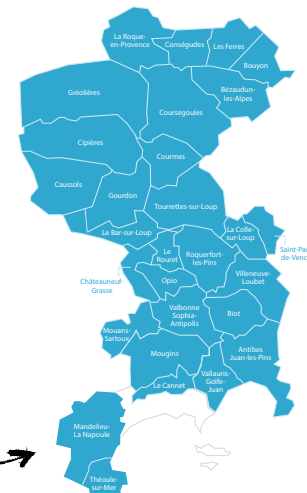 La Roque-
en-Provence
Conségudes
Les Ferres
Bouyon
Gréolières
Bézaudun-
les-Alpes
Coursegoules
Cipières
Courmes
Caussols
Gourdon
Tourrettes-sur-Loup
Le Bar-sur-Loup
La Colle-
sur-Loup
Saint-Pa
de-Venc
Le
Rouret
Roquefort-
les-Pins
Châteauneuf-
Grasse
Opio
Villeneuve-
Loubet
Valbonne
Sophia-
Antipolis
Biot
Mouans-
Sartoux
Mougins
Antibes
Juan-les-Pins
Le Cannet
Vallauris-
Golfe-
Juan
Mandelieu-
La Napoule
Théoule-
sur-Mer